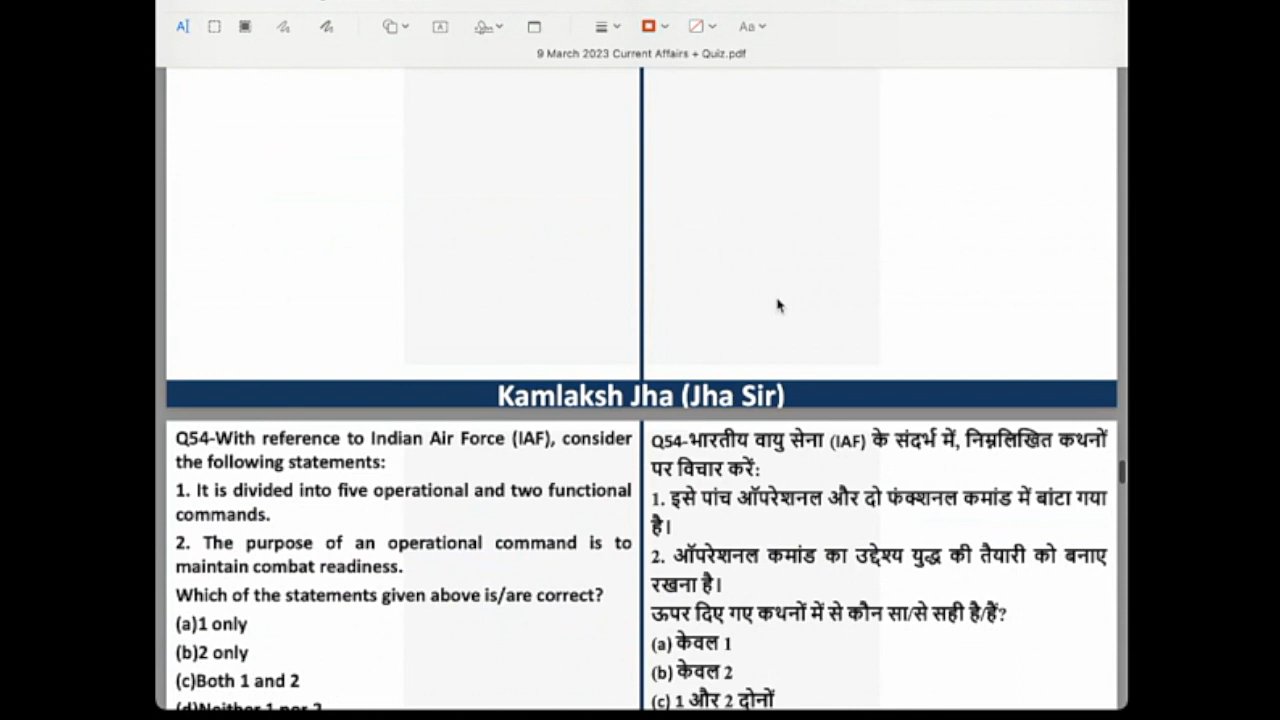 Aa
9 March 2023 Current Affairs + Quiz.pdf
Kamlaksh Jha (Jha Sir)
Q54-With reference to Indian Air Force (IAF), consider
the following statements:
1. It is divided into five operational and two functional
commands.
2. The purpose of an operational command is to
maintain combat readiness.
Which of the statements given above is/are correct?
(a)1 only
(b)2 only
(c)Both 1 and 2
(d)Neither 1 nor 2
Q54-भारतीय वायु सेना (IAF) के संदर्भ में, निम्नलिखित कथनों
पर विचार करें:
1. इसे पांच ऑपरेशनल और दो फंक्शनल कमांड में बांटा गया
है।
2. ऑपरेशनल कमांड का उद्देश्य युद्ध की तैयारी को बनाए
रखना है।
ऊपर दिए गए कथनों में से कौन सा/से सही है/हैं?
(a) केवल 1
(b) केवल 2
(c) 1 और 2 दोनों